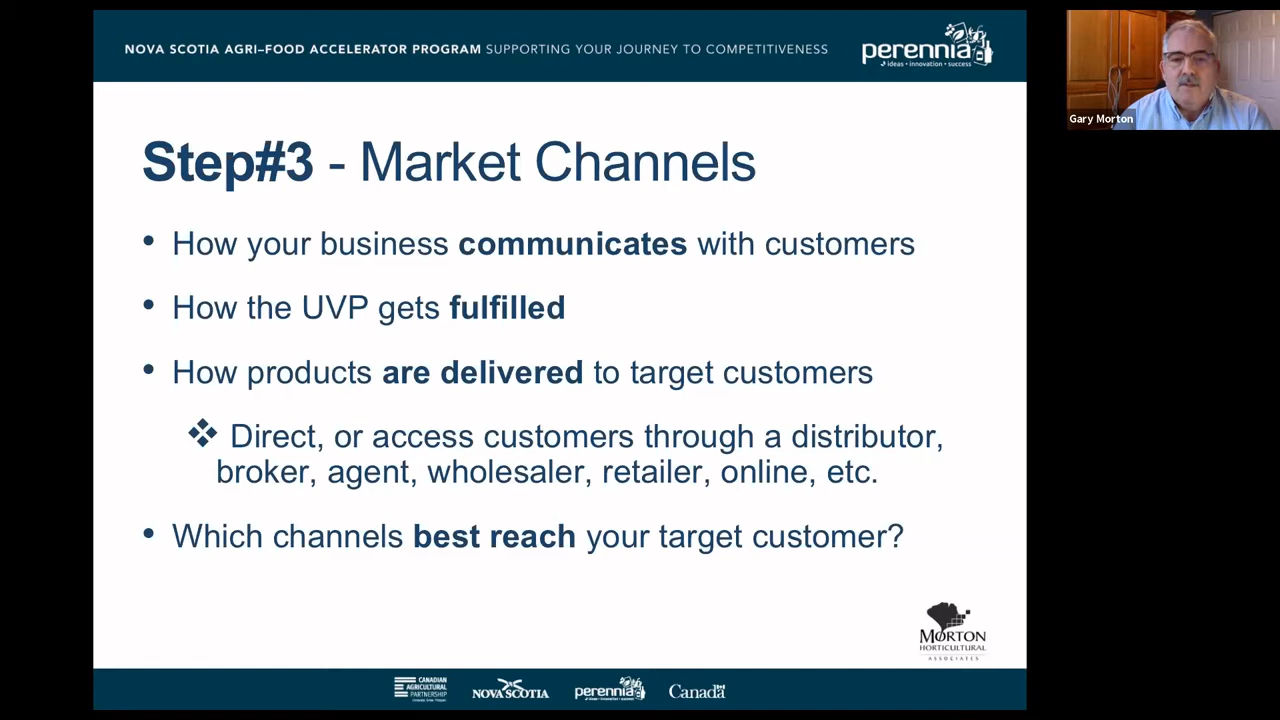 NOVA SCOTIA AGRI–FOOD ACCELERATOR PROGRAM SUPPORTING YOUR JOURNEY TO COMPETITIVENESS
perennia
ideas • innovation • success
Gary Morton
Step#3 - Market Channels
• How your business communicates with customers
• How the UVP gets fulfilled
• How products are delivered to target customers
❖ Direct, or access customers through a distributor,
broker, agent, wholesaler, retailer, online, etc.
• Which channels best reach your target customer?
MORTON
HORTICULTURAL
ASSOCIATES
CANADIAN
AGRICULTURAL
PARTNERSHIP
NOVA SCOTIA
perennia
ideas • innovation • success
Canada